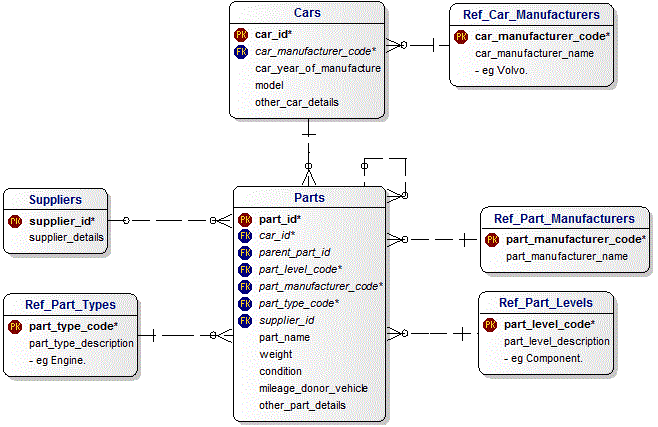 Cars
PK car_id*
FK car_manufacturer_code*
car_year_of_manufacture
model
other_car_details
Ref_Car_Manufacturers
PK car_manufacturer_code*
car_manufacturer_name
- eg Volvo.
Suppliers
PK supplier_id*
supplier_details
Parts
PK part_id*
FK car_id*
FK parent_part_id
FK part_level_code*
FK part_manufacturer_code*
FK part_type_code*
FK supplier_id
part_name
weight
condition
mileage_donor_vehicle
other_part_details
Ref_Part_Manufacturers
PK part_manufacturer_code*
part_manufacturer_name
Ref_Part_Types
PK part_type_code*
part_type_description
- eg Engine.
Ref_Part_Levels
PK part_level_code*
part_level_description
- eg Component.